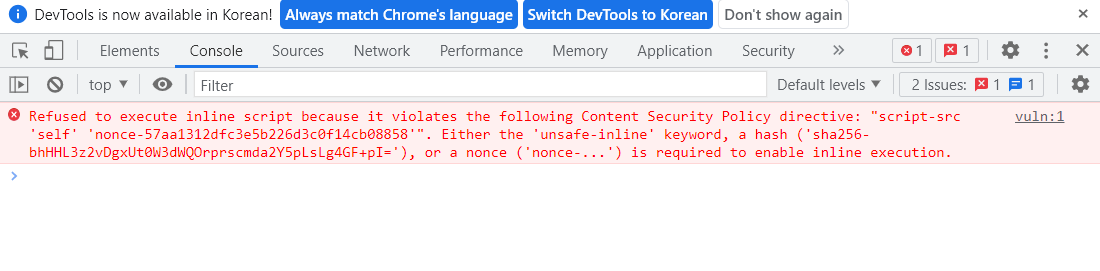 DevTools is now available in Korean! Always match Chrome's language Switch DevTools to Korean Don't show again
Elements Console Sources Network Performance Memory Application Security 1 1
top Filter Default levels 2 Issues: 1 1
Refused to execute inline script because it violates the following Content Security Policy directive: "script-src vuln:1
'self' 'nonce-57aa1312dfc3e5b226d3c0f14cb08858'". Either the 'unsafe-inline' keyword, a hash ('sha256-
bhHHL3z2vDgxUt0W3dWQOrprscmda2Y5pLsLg4GF+pI='), or a nonce ('nonce-...') is required to enable inline execution.